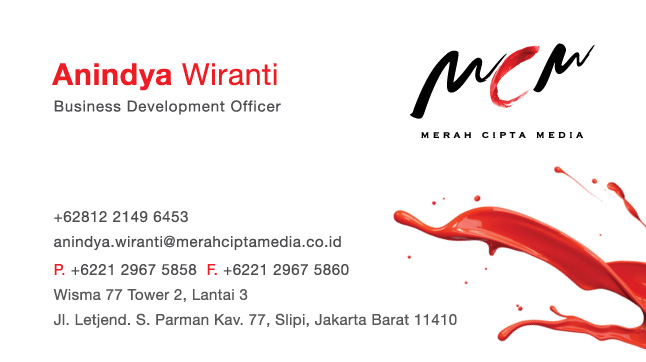 Anindya Wiranti
Business Development Officer
MCM
MERAH CIPTA MEDIA
+62812 2149 6453
anindya.wiranti@merahciptamedia.co.id
P. +6221 2967 5858 F. +6221 2967 5860
Wisma 77 Tower 2, Lantai 3
Jl. Letjend. S. Parman Kav. 77, Slipi, Jakarta Barat 11410